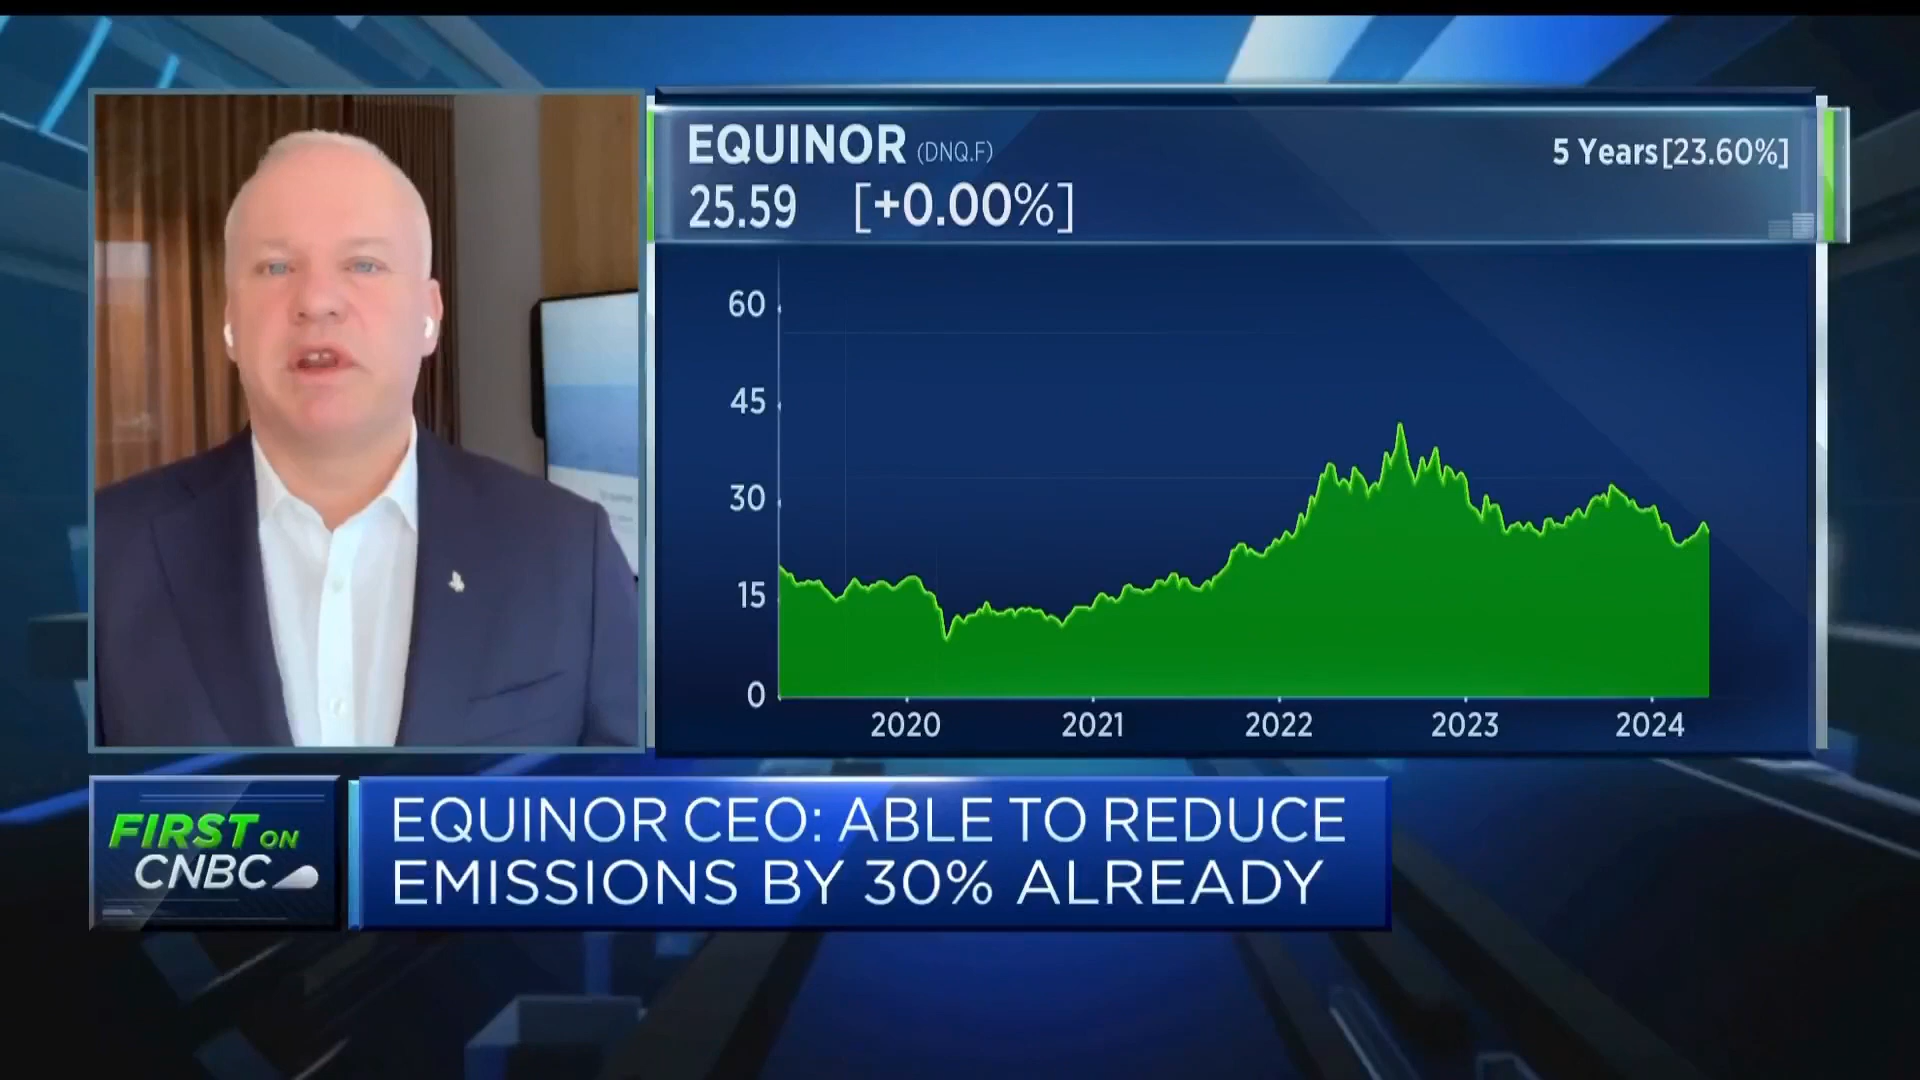 EQUINOR (DNQ.F)
25.59 [+0.00%]
5 Years[23.60%]
60
45
30
15
0
2020 2021 2022 2023 2024
FIRST ON
CNBC
EQUINOR CEO: ABLE TO REDUCE
EMISSIONS BY 30% ALREADY